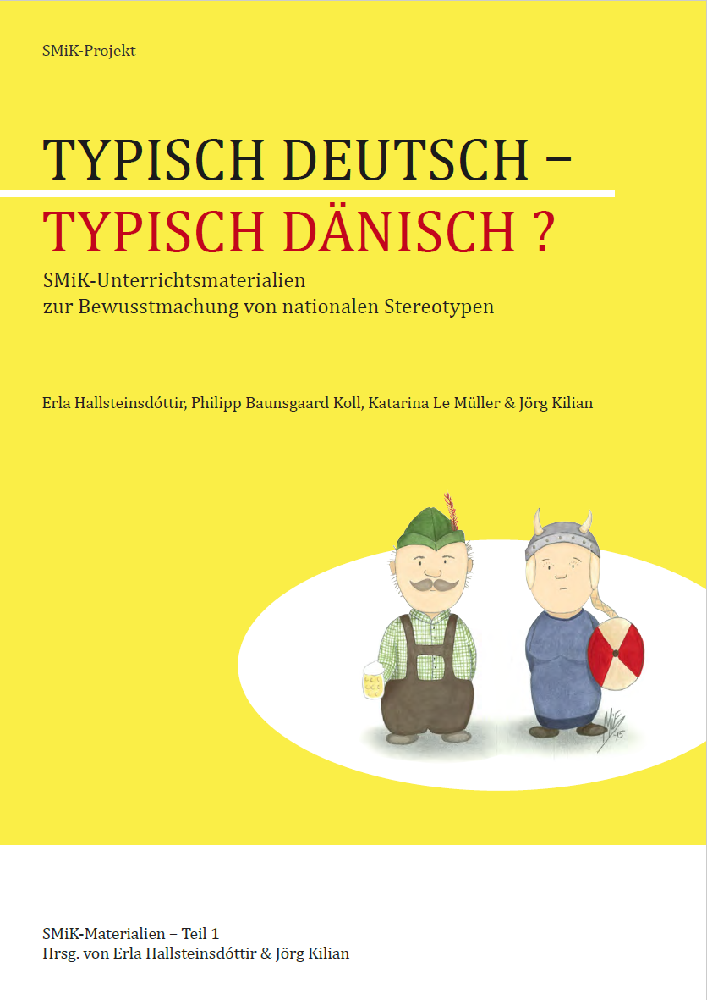 SMiK-Projekt
TYPISCH DEUTSCH –
TYPISCH DÄNISCH ?
SMiK-Unterrichtsmaterialien
zur Bewusstmachung von nationalen Stereotypen
Erla Hallsteinsdóttir, Philipp Baunsgaard Koll, Katarina Le Müller & Jörg Kilian
SMiK-Materialien – Teil 1
Hrsg. von Erla Hallsteinsdóttir & Jörg Kilian